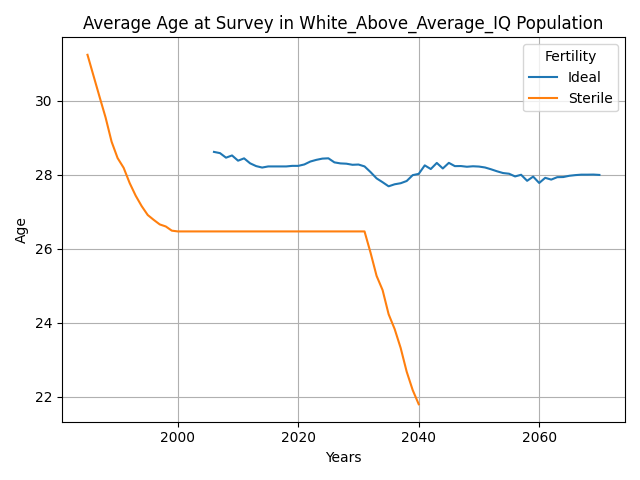 Average Age at Survey in White_Above_Average_IQ Population
Fertility
Ideal
Sterile
30
28
26
24
22
Age
2000
2020
2040
2060
Years